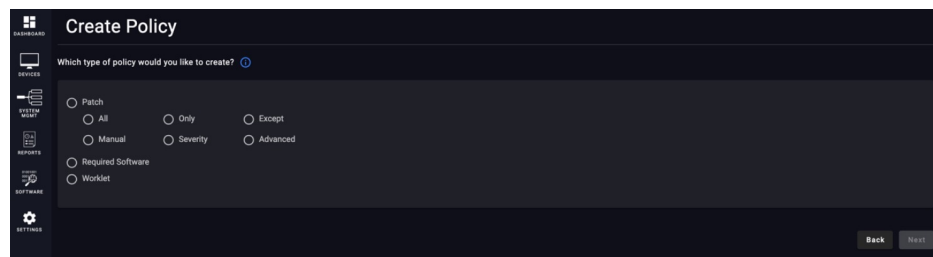 DASHBOARD
DEVICES
SYSTEM
MGMT
REPORTS
SOFTWARE
SETTINGS
Create Policy
Which type of policy would you like to create?
Patch
All Only Except
Manual Severity Advanced
Required Software
Worklet
Back Next